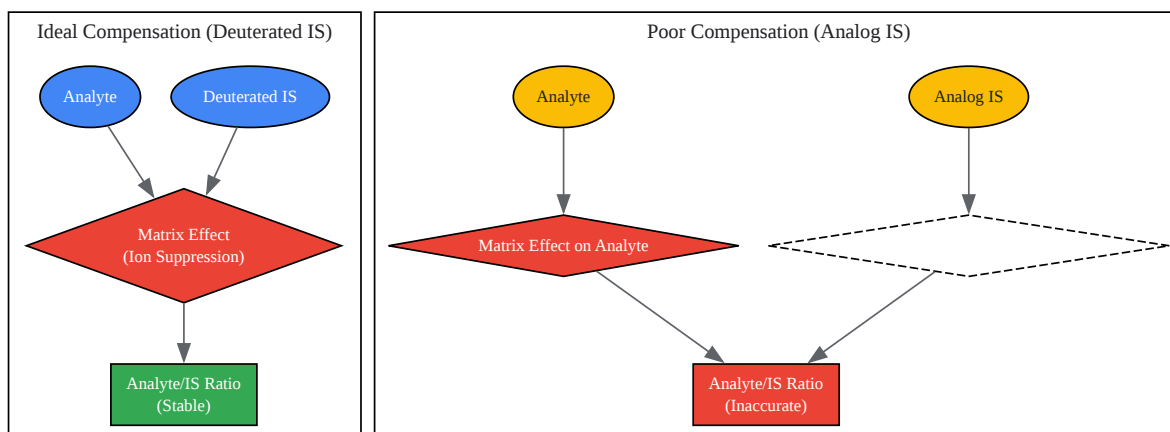 Ideal Compensation (Deuterated IS)
Analyte
Deuterated IS
Matrix Effect
(Ion Suppression)
Analyte/IS Ratio
(Stable)
Poor Compensation (Analog IS)
Analyte
Analog IS
Matrix Effect on Analyte
Analyte/IS Ratio
(Inaccurate)